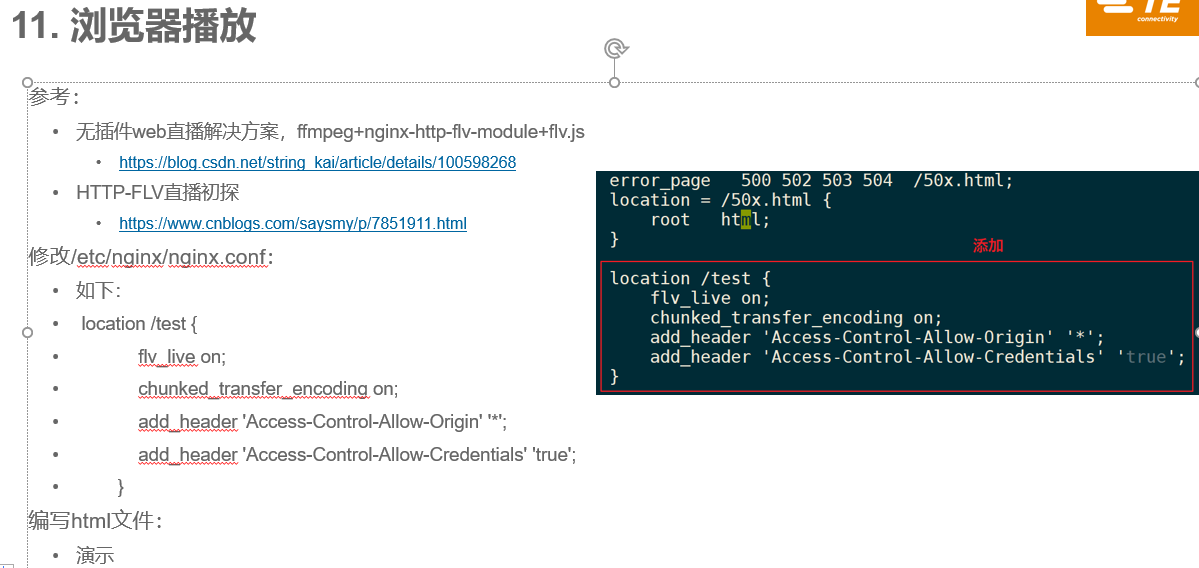 11. 浏览器播放
TE
connectivity
参考：
• 无插件web直播解决方案，ffmpeg+nginx-http-flv-module+flv.js
• https://blog.csdn.net/string_kai/article/details/100598268
• HTTP-FLV直播初探
• https://www.cnblogs.com/saysmy/p/7851911.html
修改/etc/nginx/nginx.conf：
• 如下：
• location /test {
• flv_live on;
• chunked_transfer_encoding on;
• add_header 'Access-Control-Allow-Origin' '*';
• add_header 'Access-Control-Allow-Credentials' 'true';
• }
编写html文件：
• 演示
error_page 500 502 503 504 /50x.html;
location = /50x.html {
root html;
}
添加
location /test {
flv_live on;
chunked_transfer_encoding on;
add_header 'Access-Control-Allow-Origin' '*';
add_header 'Access-Control-Allow-Credentials' 'true';
}